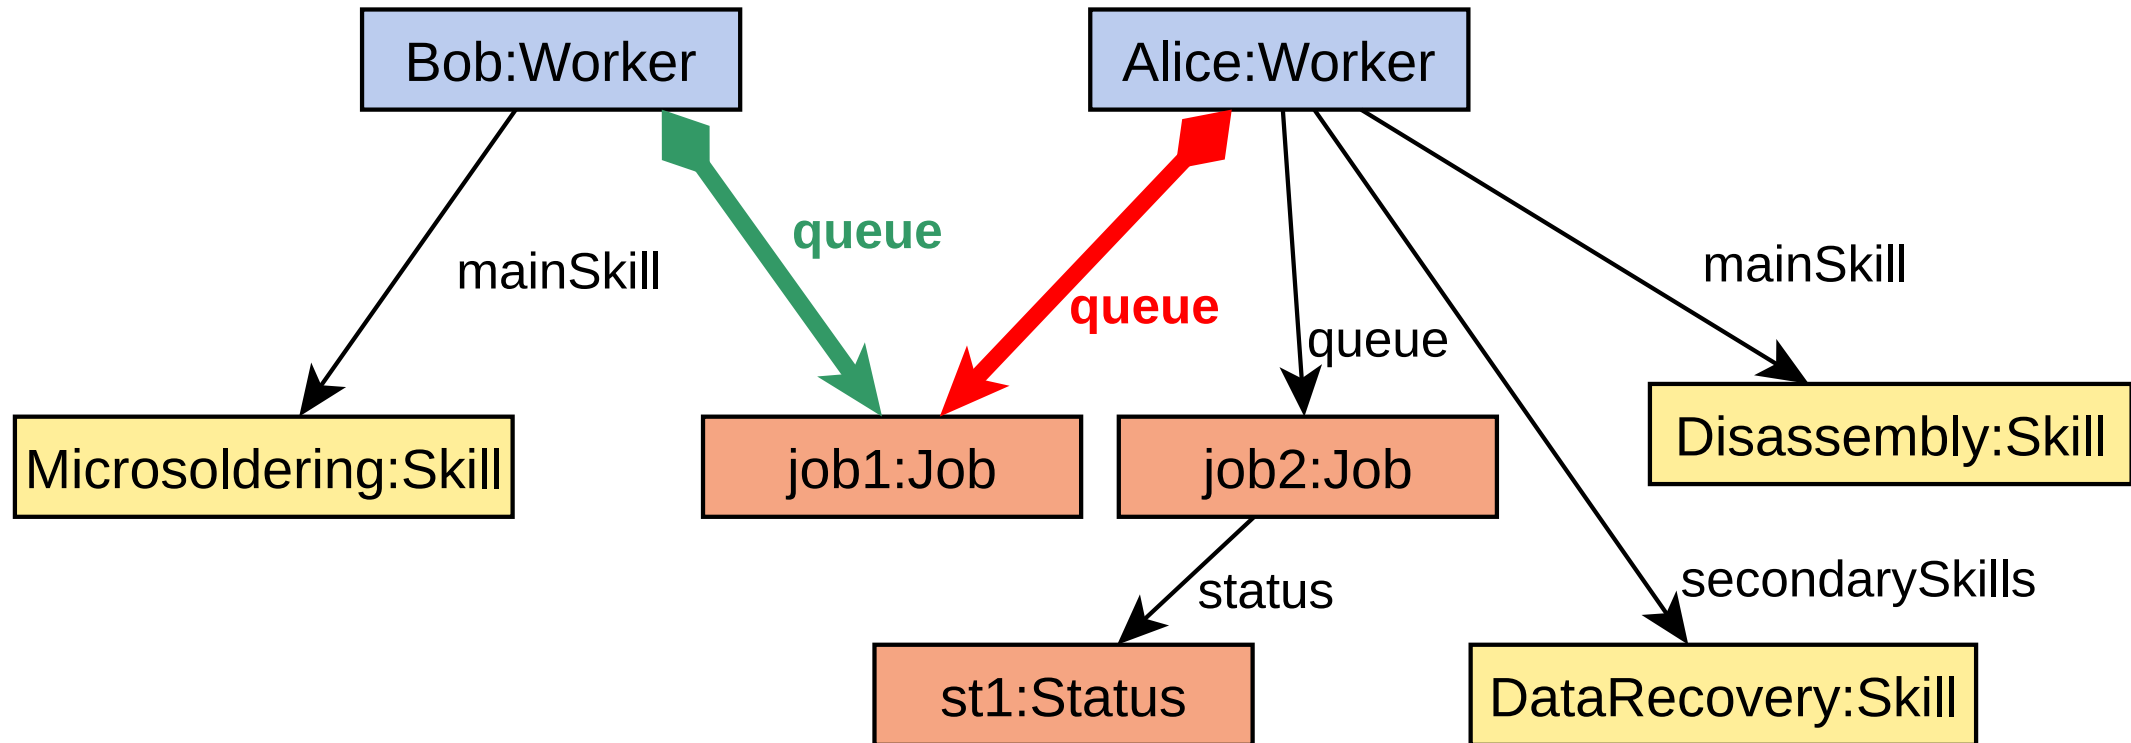 Bob:Worker
Alice:Worker
queue
mainSkill
mainSkill
queue
queue
Microsoldering:Skill
job1:Job
job2:Job
Disassembly:Skill
status
secondarySkills
st1:Status
DataRecovery:Skill